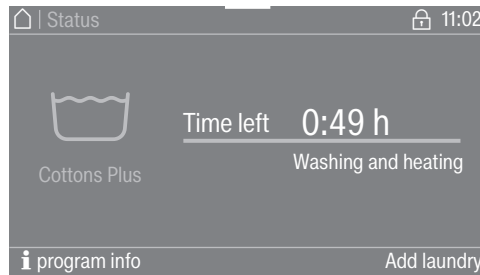 | Status 11:02
Time left 0:49 h
Washing and heating
Cottons Plus
i program info Add laundry